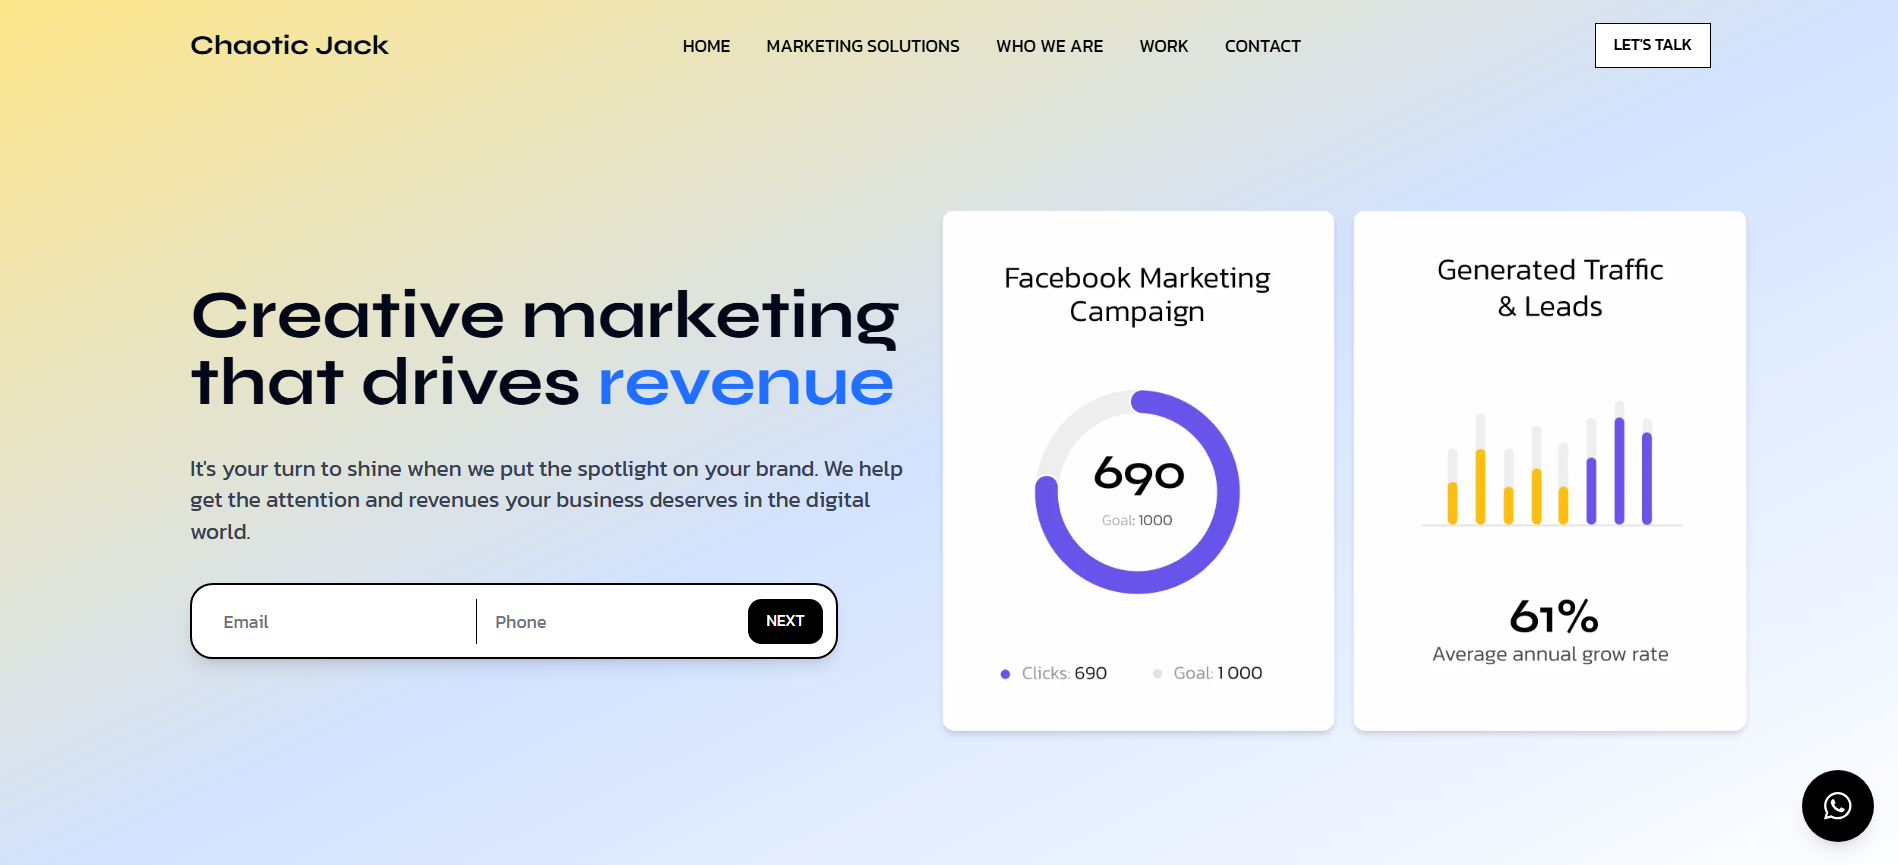 Chaotic Jack
HOME MARKETING SOLUTIONS WHO WE ARE WORK CONTACT
LET'S TALK
Creative marketing
that drives revenue
It's your turn to shine when we put the spotlight on your brand. We help
get the attention and revenues your business deserves in the digital
world.
Email
Phone
NEXT
Facebook Marketing
Campaign
690
Goal: 1000
Clicks: 690
Goal: 1 000
Generated Traffic
& Leads
61%
Average annual grow rate